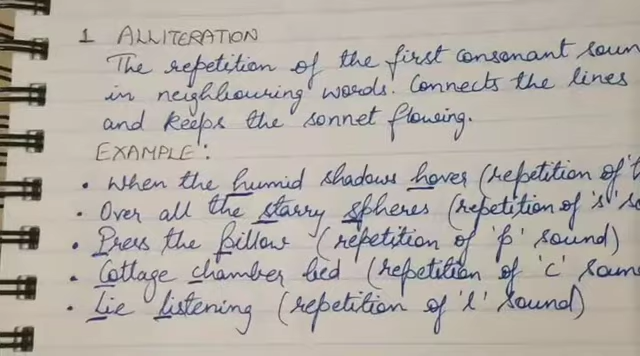 1 ALLITERATION
The repetition of the first consonant soun
in neighbouring words. Connects the lines
and keeps the sonnet flowing.
EXAMPLE:
• When the humid shadows hover (repetition of 'h
• Over all the starry spheres (repetition of 's' so
• Press the pillow (repetition of 'p' sound)
• Cottage chamber bed (repetition of 'c' soun
• Lie listening (repetition of 'l' sound)